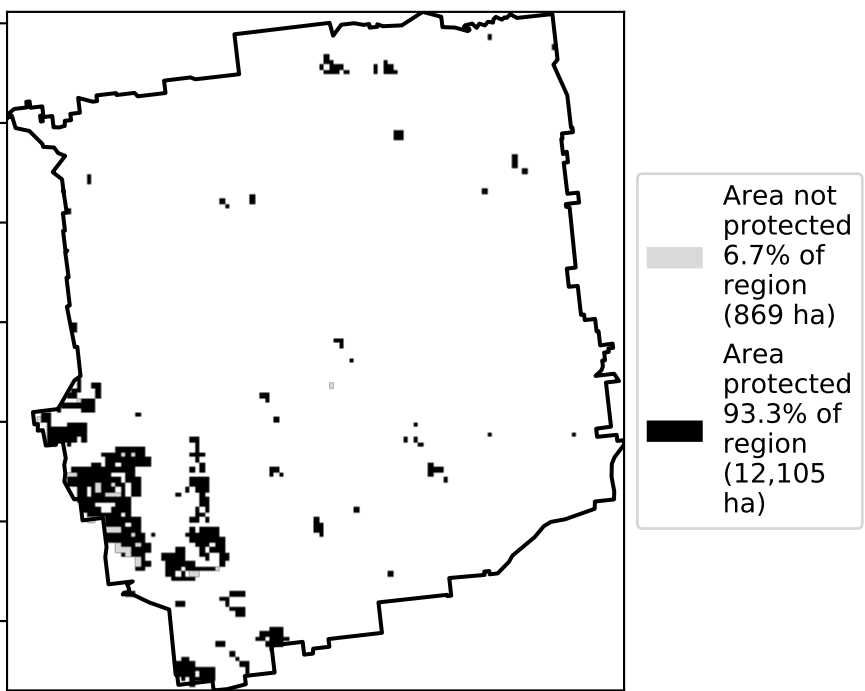 Area not
protected
6.7% of
region
(869 ha)
Area
protected
93.3% of
region
(12,105
ha)